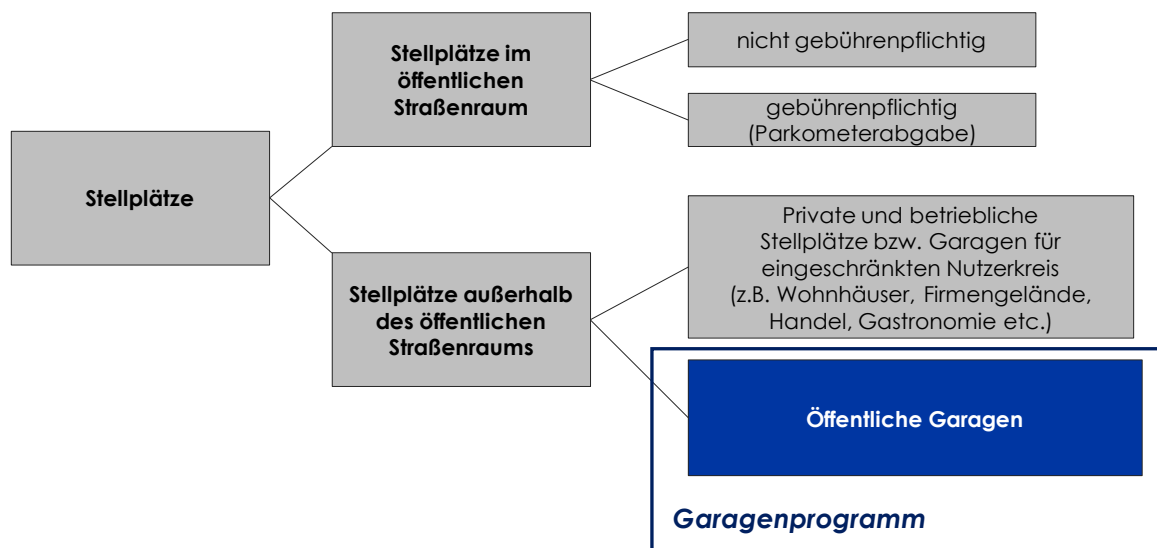 Stellplätze
Stellplätze im
öffentlichen
Straßenraum
nicht gebührenpflichtig
gebührenpflichtig
(Parkometerabgabe)
Stellplätze außerhalb
des öffentlichen
Straßenraums
Private und betriebliche
Stellplätze bzw. Garagen für
eingeschränkten Nutzerkreis
(z.B. Wohnhäuser, Firmengelände,
Handel, Gastronomie etc.)
Öffentliche Garagen
Garagenprogramm